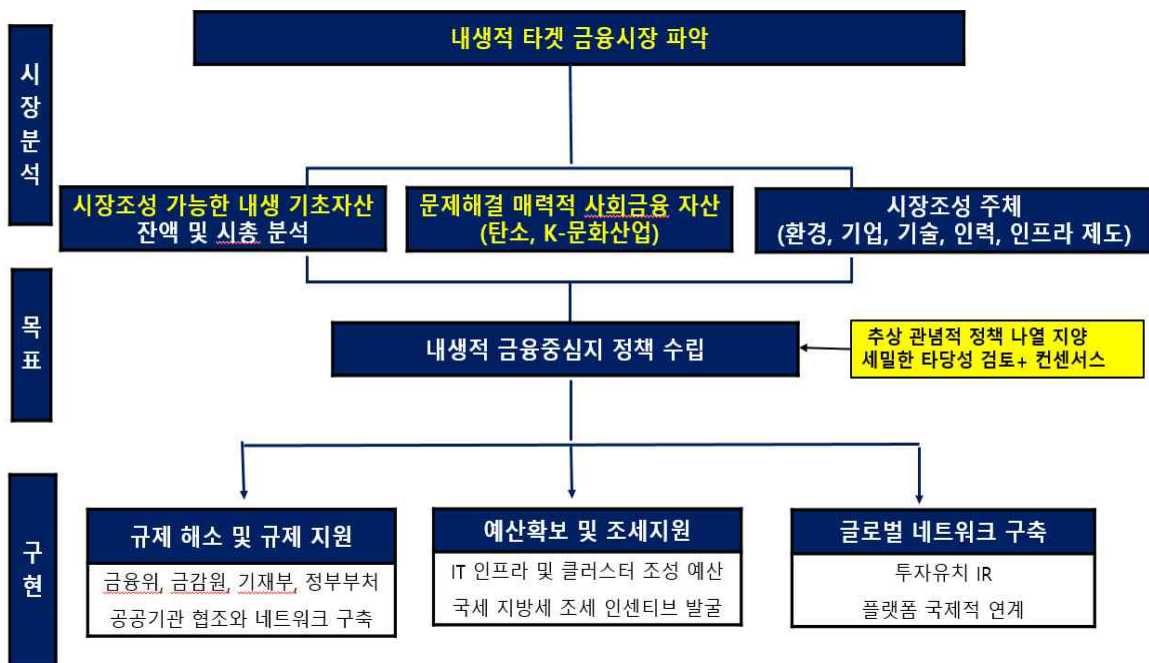 시장분석
내생적 타겟 금융시장 파악
시장조성 가능한 내생 기초자산
잔액 및 시총 분석
문제해결 매력적 사회금융 자산
(탄소, K-문화산업)
시장조성 주체
(환경, 기업, 기술, 인력, 인프라 제도)
목표
내생적 금융중심지 정책 수립
추상 관념적 정책 나열 지양
세밀한 타당성 검토+ 컨센서스
구현
규제 해소 및 규제 지원
금융위, 금감원, 기재부, 정부부처
공공기관 협조와 네트워크 구축
예산확보 및 조세지원
IT 인프라 및 클러스터 조성 예산
국세 지방세 조세 인센티브 발굴
글로벌 네트워크 구축
투자유치 IR
플랫폼 국제적 연계